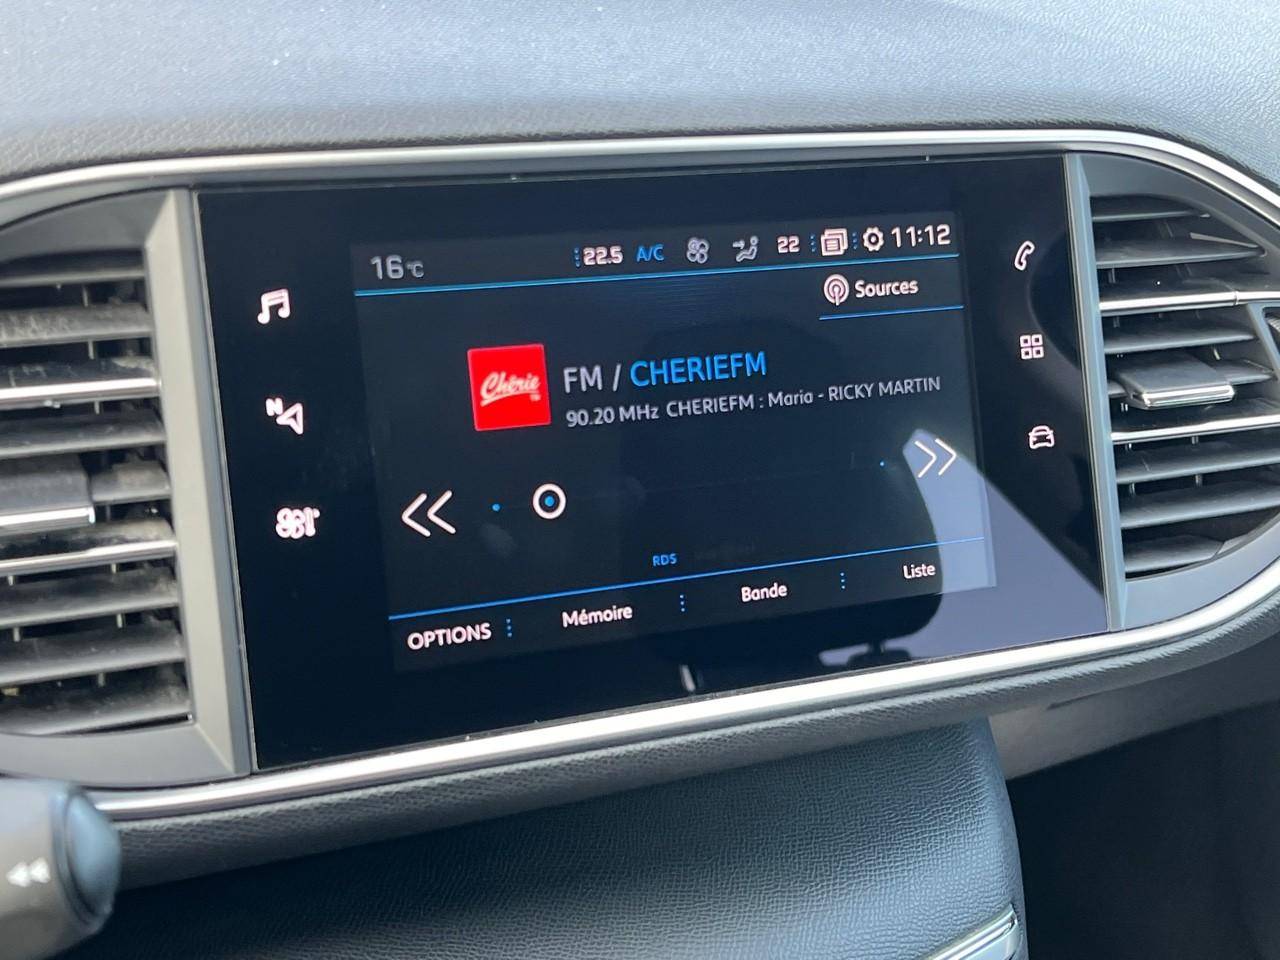 16°C 22.5 A/C 22 11:12
Sources
Chérie FM
FM / CHERIEFM
90.20 MHz CHERIEFM : Maria - RICKY MARTIN
N
RDS
OPTIONS Mémoire Bande Liste